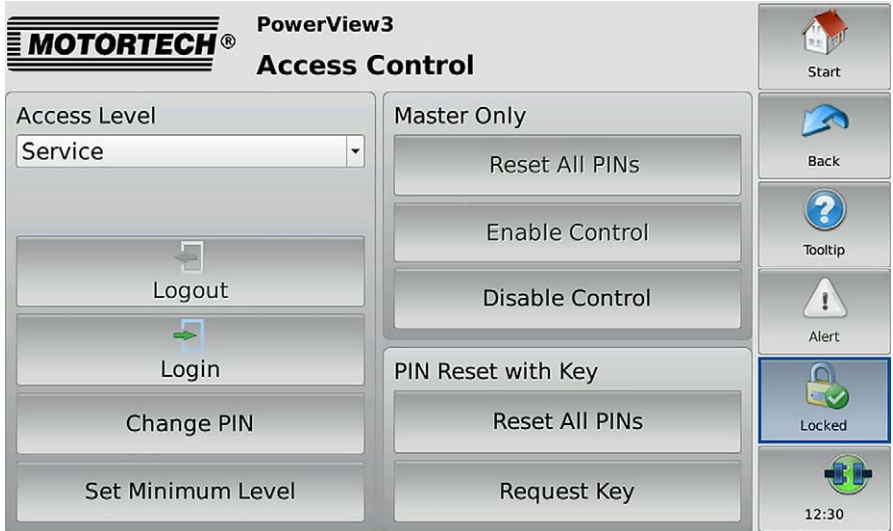 MOTORTECH®
PowerView3
Access Control
Access Level
Service
Logout
Login
Change PIN
Set Minimum Level
Master Only
Reset All PINs
Enable Control
Disable Control
PIN Reset with Key
Reset All PINs
Request Key
Start
Back
Tooltip
Alert
Locked
12:30